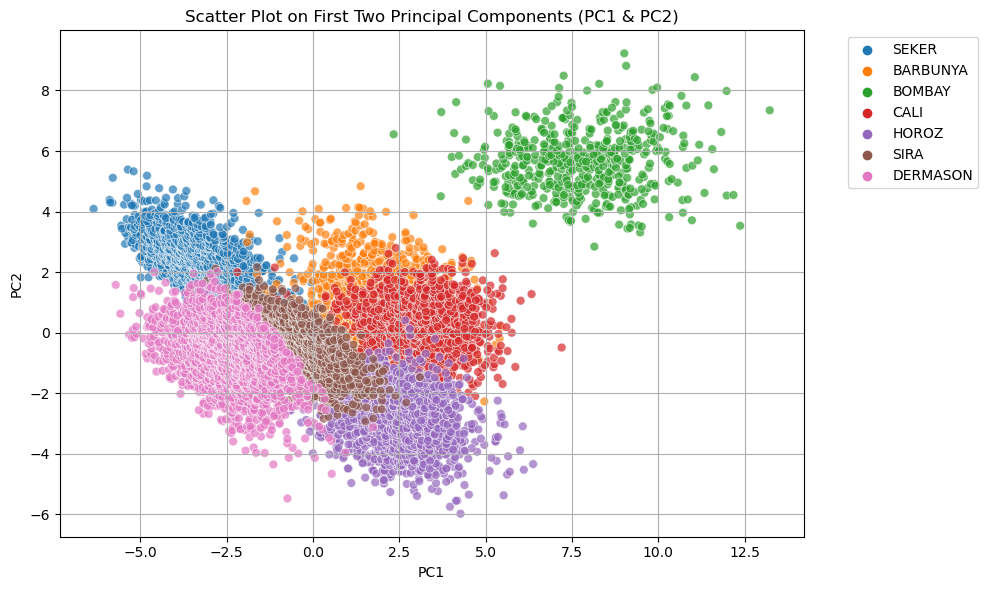 Scatter Plot on First Two Principal Components (PC1 & PC2)
SEKER
BARBUNYA
BOMBAY
CALI
HOROZ
SIRA
DERMASON
PC2
8
6
4
2
0
−2
−4
−6
−5.0 −2.5 0.0 2.5 5.0 7.5 10.0 12.5
PC1